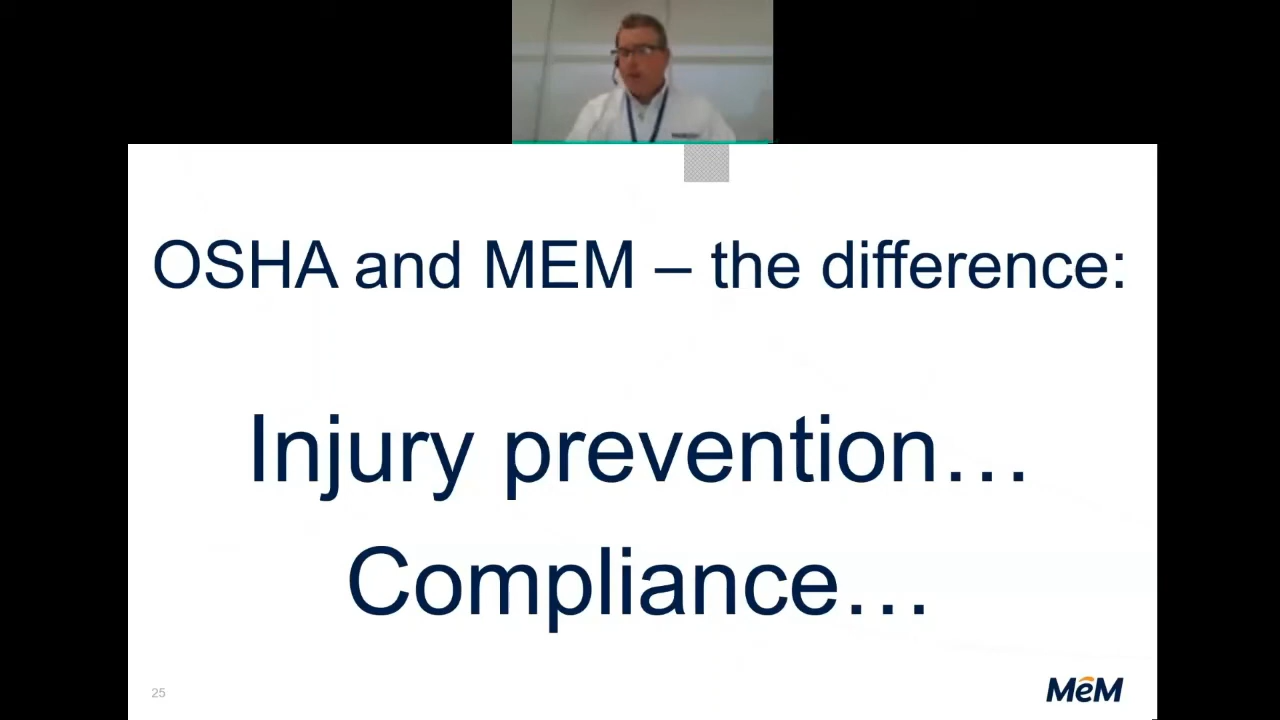 OSHA and MEM – the difference:
Injury prevention…
Compliance…
25
MeM